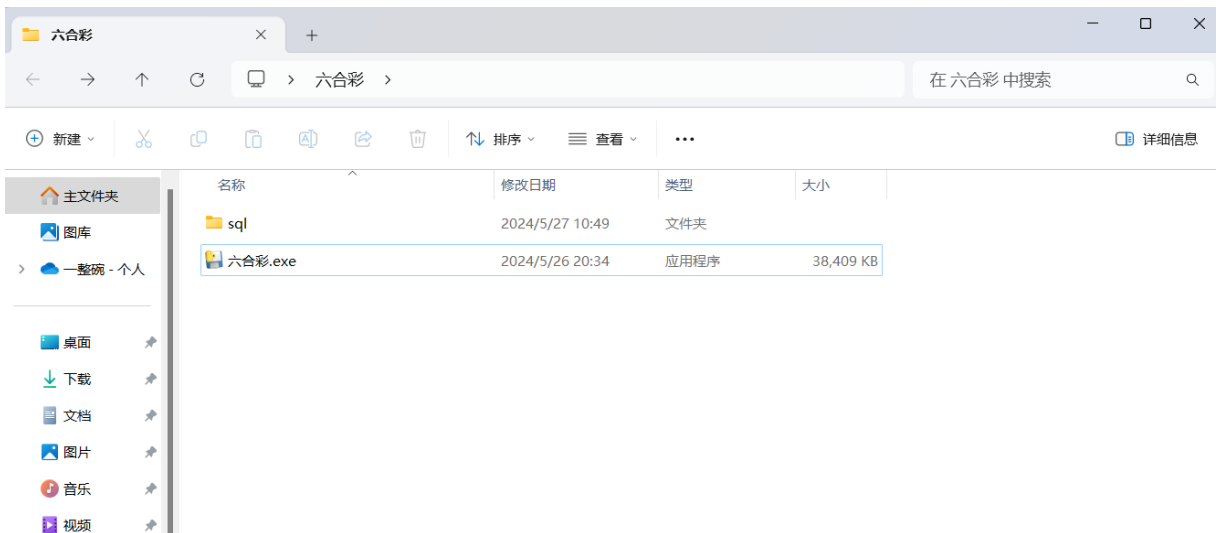 六合彩
六合彩
在 六合彩 中搜索
新建 排序 查看 ... 详细信息
名称 修改日期 类型 大小
主文件夹
图库
一整碗 - 个人
桌面
下载
文档
图片
音乐
视频
sql 2024/5/27 10:49 文件夹
六合彩.exe 2024/5/26 20:34 应用程序 38,409 KB